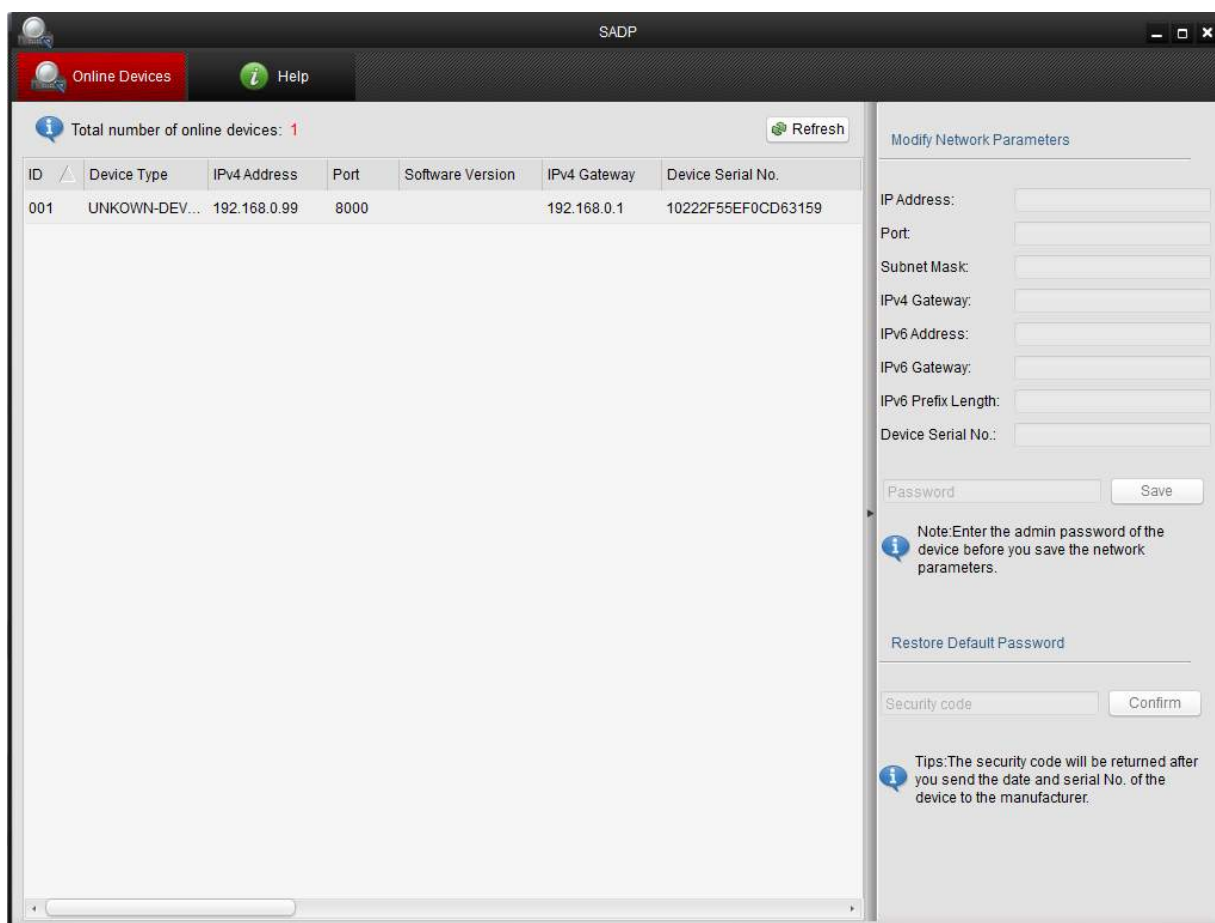 SADP
Online Devices
Help
Total number of online devices: 1
Refresh
ID Device Type IPv4 Address Port Software Version IPv4 Gateway Device Serial No.
001 UNKOWN-DEV... 192.168.0.99 8000 192.168.0.1 10222F55EF0CD63159
Modify Network Parameters
IP Address:
Port:
Subnet Mask:
IPv4 Gateway:
IPv6 Address:
IPv6 Gateway:
IPv6 Prefix Length:
Device Serial No.:
Password Save
Note:Enter the admin password of the
device before you save the network
parameters.
Restore Default Password
Security code Confirm
Tips:The security code will be returned after
you send the date and serial No. of the
device to the manufacturer.